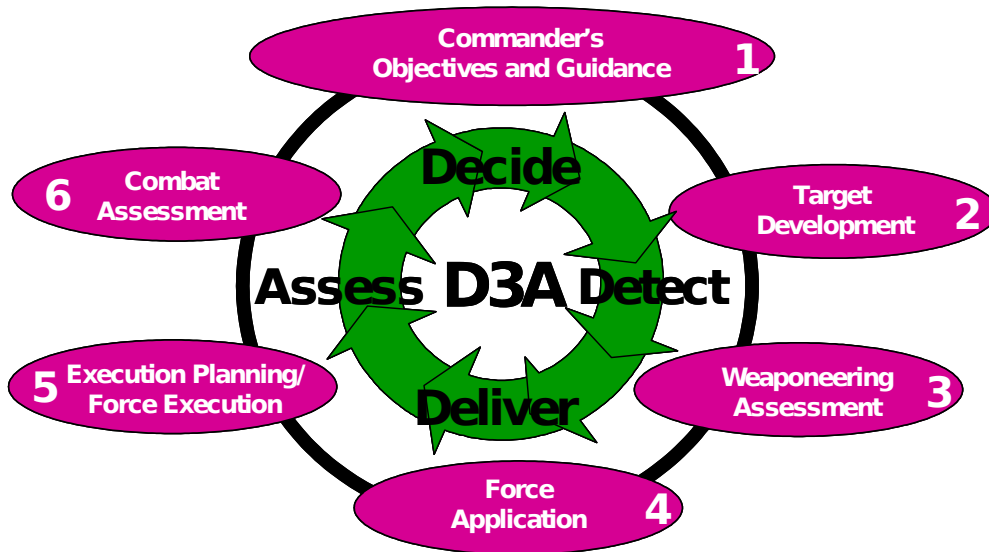 Commander's
Objectives and Guidance
1
Decide
6
Combat
Assessment
Target
Development
2
Assess
D3A
Detect
5
Execution Planning/
Force Execution
Weaponeering
Assessment
3
Deliver
Force
Application
4